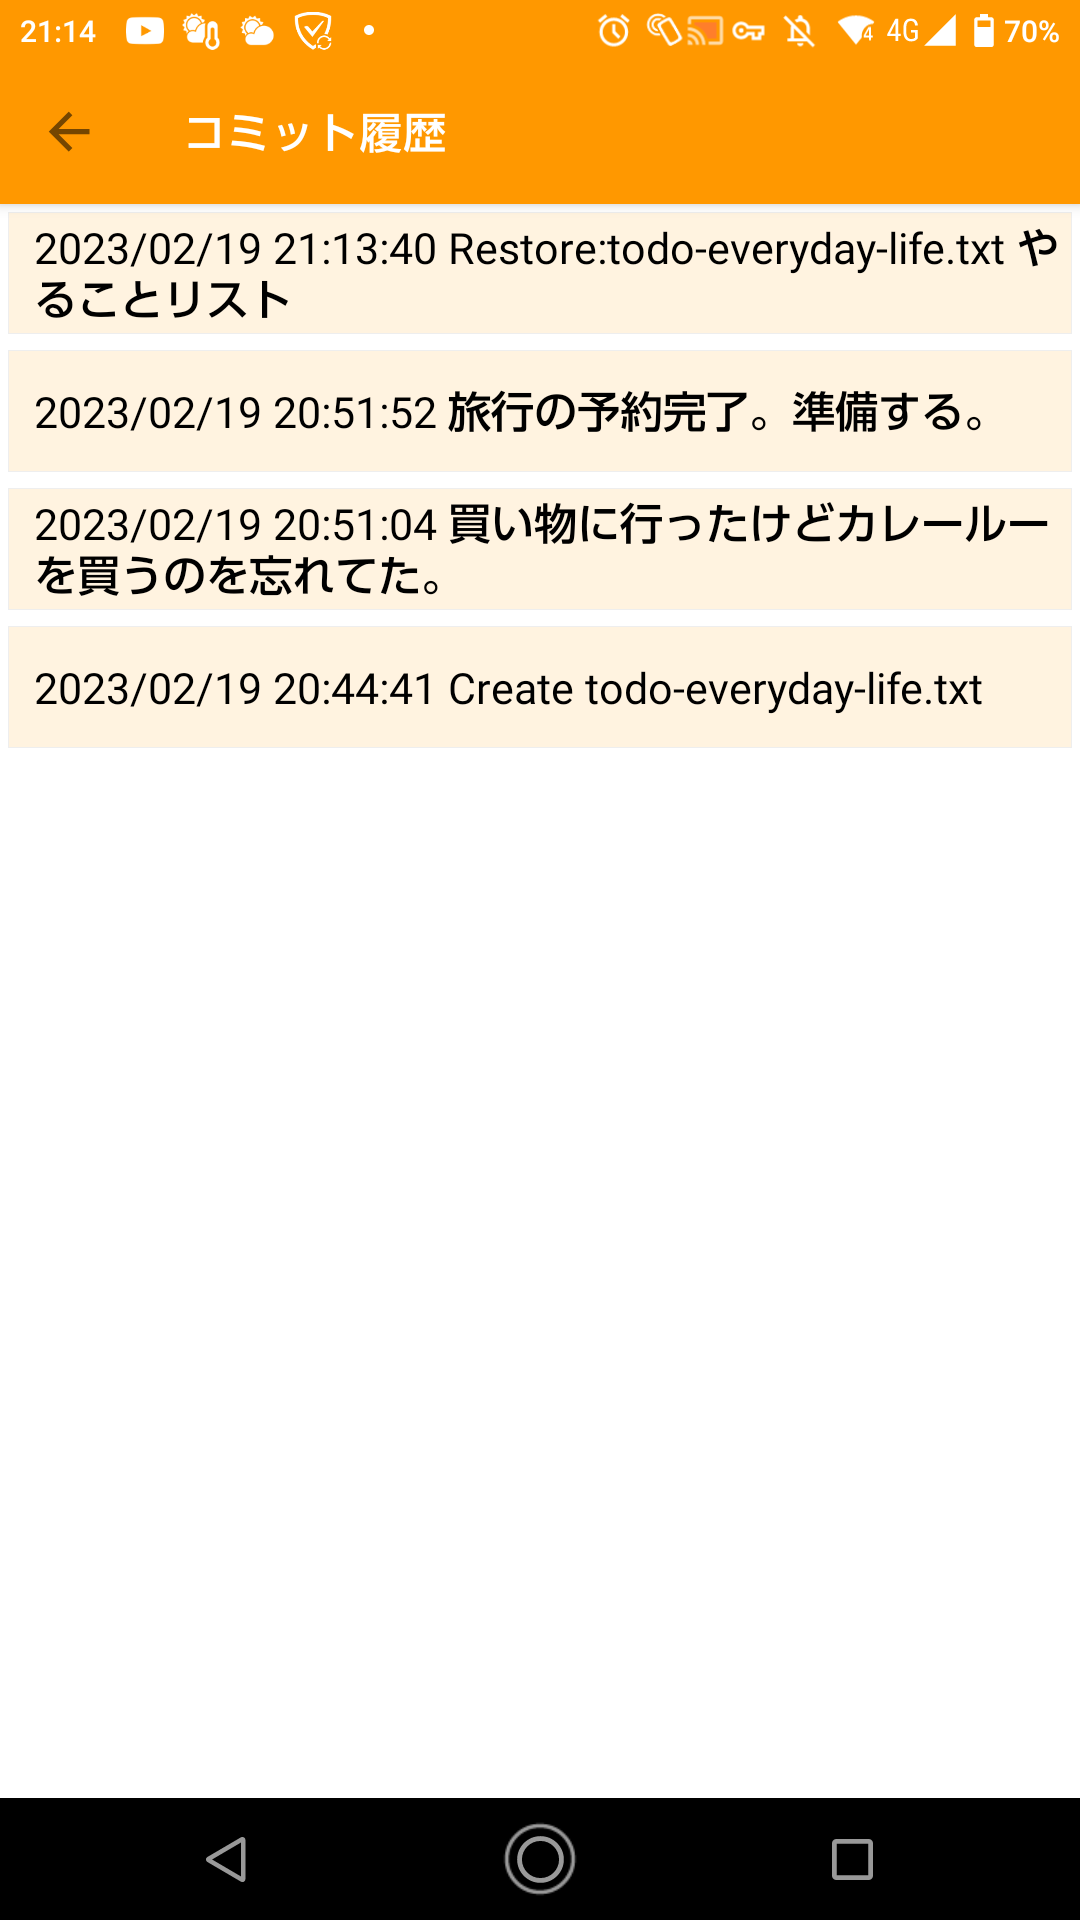 21:14 4G 70%
コミット履歴
2023/02/19 21:13:40 Restore:todo-everyday-life.txt や
ることリスト
2023/02/19 20:51:52 旅行の予約完了。準備する。
2023/02/19 20:51:04 買い物に行ったけどカレールー
を買うのを忘れてた。
2023/02/19 20:44:41 Create todo-everyday-life.txt